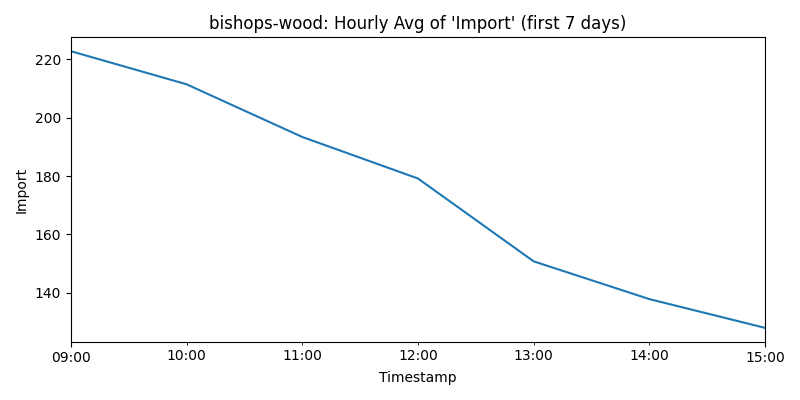 bishops-wood: Hourly Avg of 'Import' (first 7 days)
220
200
180
160
140
Import
09:00 10:00 11:00 12:00 13:00 14:00 15:00
Timestamp